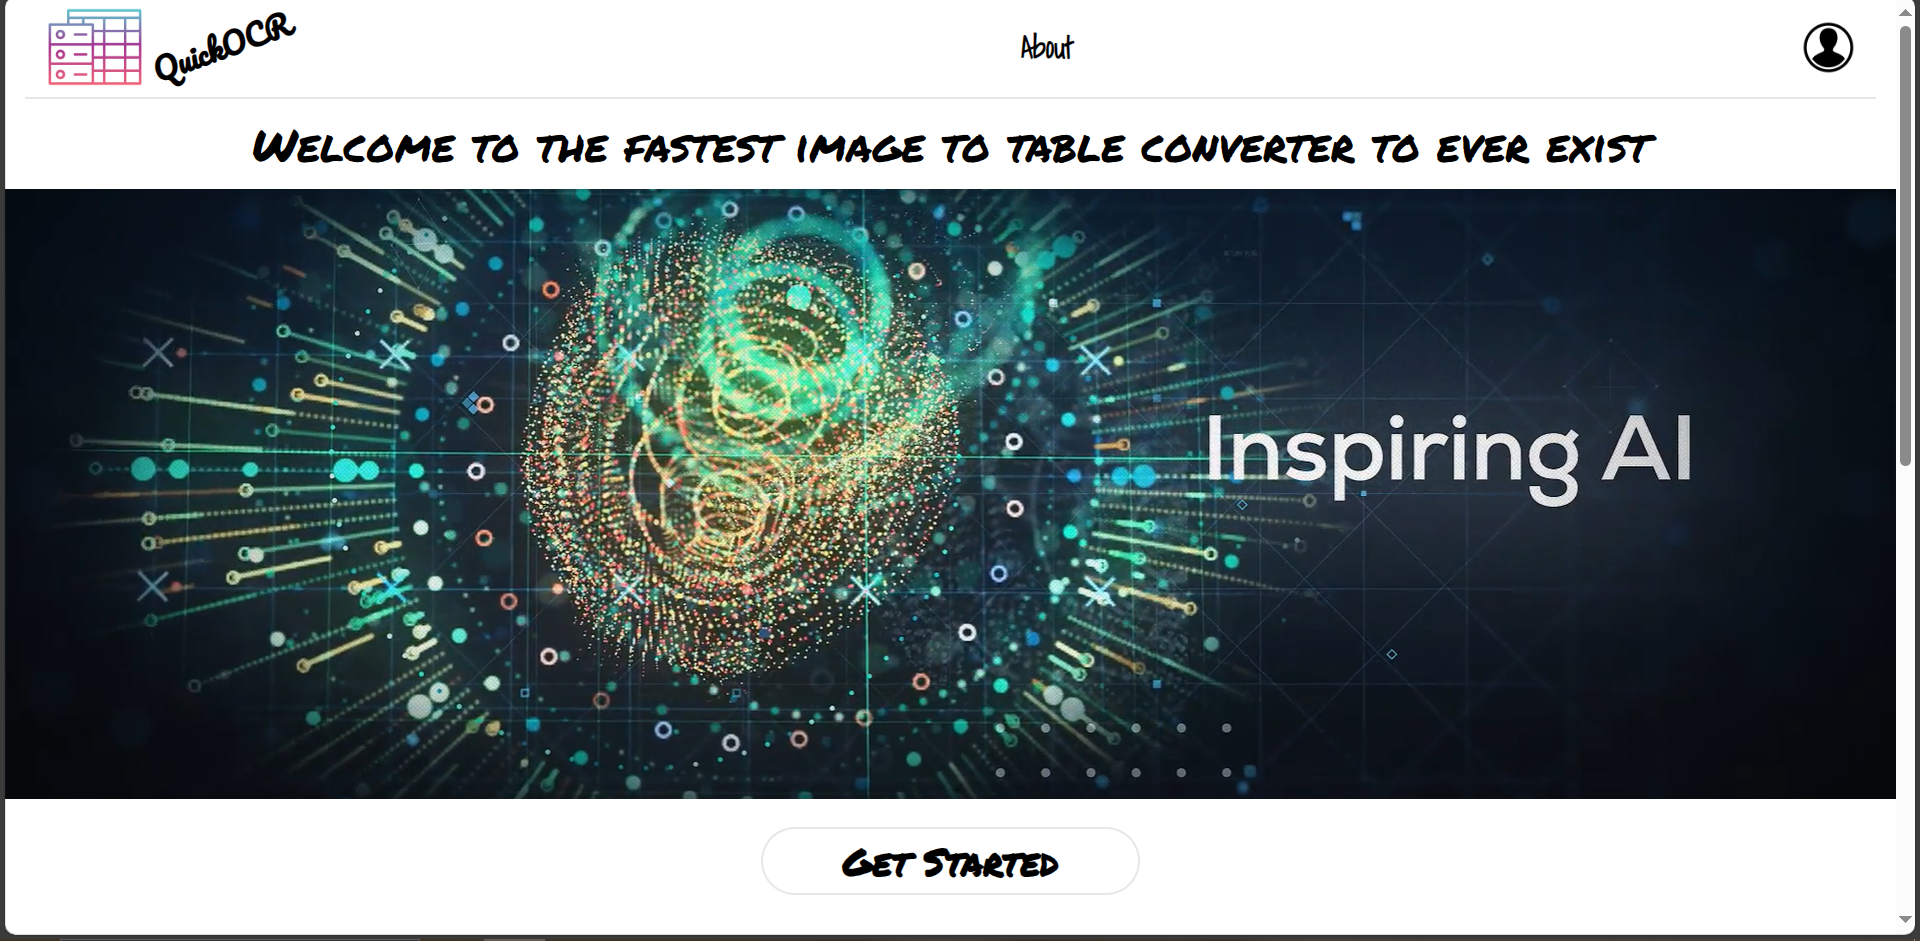 QuickOCR
About
Welcome to the fastest image to table converter to ever exist
Inspiring AI
Get Started